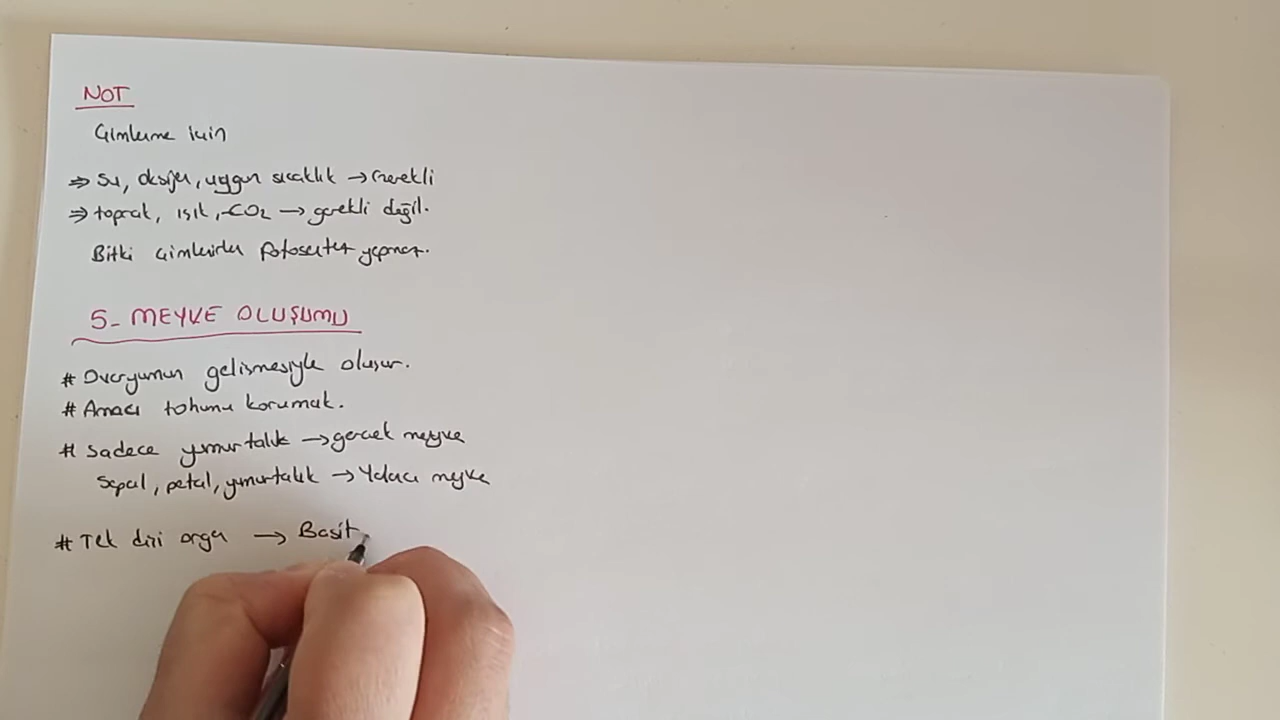 NOT
Çimlenme için
⇒ Su, oksijen, uygun sıcaklık → Gerekli
⇒ toprak, ışık, CO2 → gerekli değil.
Bitki çimlenirken fotosentez yapmaz.
5- MEYVE OLUŞUMU
# Ovaryumun gelişmesiyle oluşur.
# Amacı tohumu korumak.
# Sadece yumurtalık → gerçek meyve
Sepal, petal, yumurtalık → Yalancı meyve
# Tek dişi organ → Basit